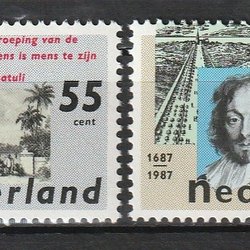 roeping van de
ens is mens te zijn
atuli
55
cent
erland
1687
1987
ned